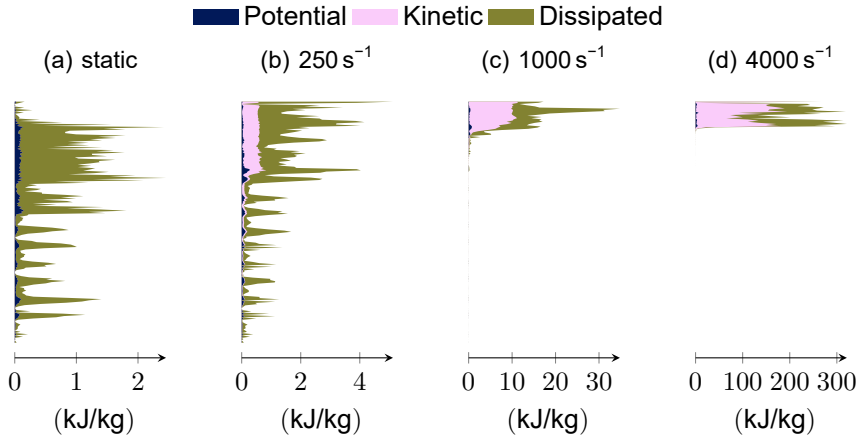 Potential Kinetic Dissipated
(a) static (b) 250 s⁻¹ (c) 1000 s⁻¹ (d) 4000 s⁻¹
0 1 2 0 2 4 0 10 20 30 0 100 200 300
(kJ/kg) (kJ/kg) (kJ/kg) (kJ/kg)